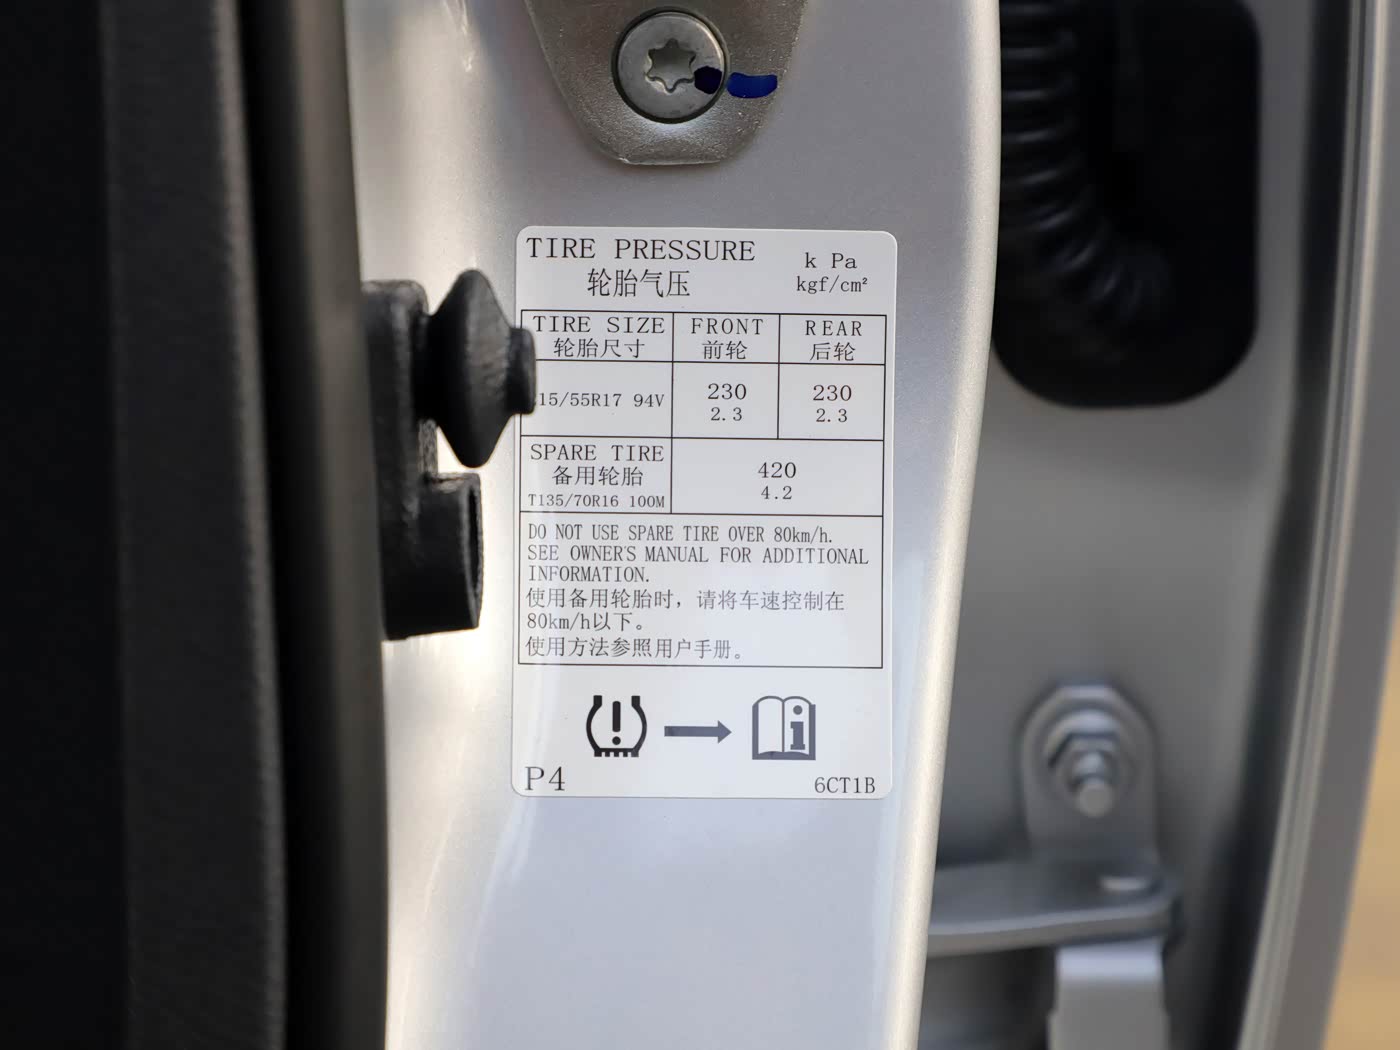 TIRE PRESSURE
轮胎气压
k Pa
kgf/cm²
TIRE SIZE
轮胎尺寸
FRONT
前轮
REAR
后轮
15/55R17 94V
230
2.3
230
2.3
SPARE TIRE
备用轮胎
T135/70R16 100M
420
4.2
DO NOT USE SPARE TIRE OVER 80km/h.
SEE OWNER'S MANUAL FOR ADDITIONAL
INFORMATION.
使用备用轮胎时，请将车速控制在
80km/h以下。
使用方法参照用户手册。
P4
6CT1B